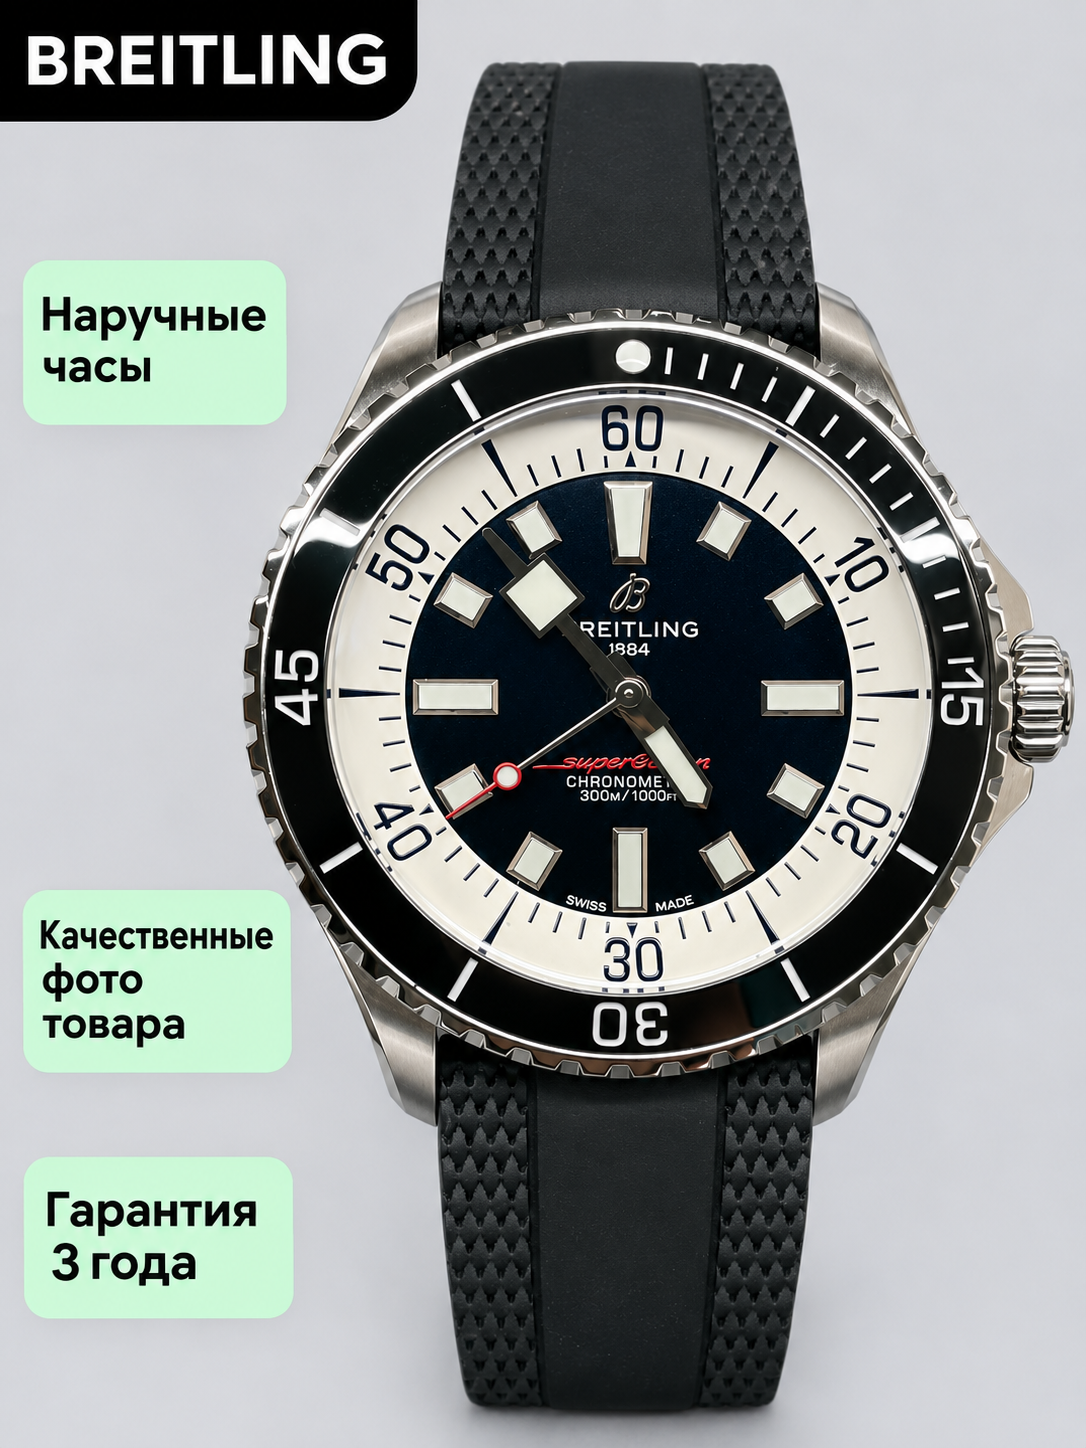 BREITLING
Наручные
часы
Качественные
фото
товара
Гарантия
3 года
60
10
20
30
40
50
15
30
45
BREITLING
1884
CHRONOMET
300M/1000FT
SWISS MADE